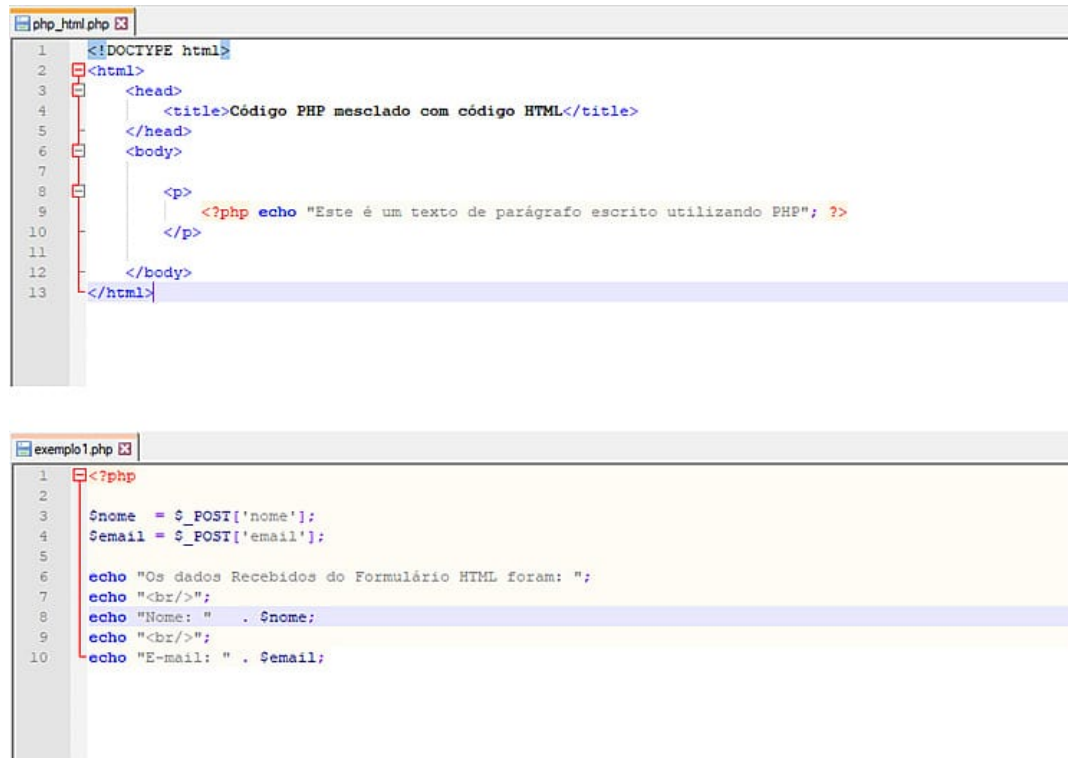 php_html.php
1 <!DOCTYPE html>
2 <html>
3 <head>
4 <title>Código PHP mesclado com código HTML</title>
5 </head>
6 <body>
7
8 <p>
9 <?php echo "Este é um texto de parágrafo escrito utilizando PHP"; ?>
10 </p>
11
12 </body>
13 </html>
exemplo1.php
1 <?php
2
3 $nome = $_POST['nome'];
4 $email = $_POST['email'];
5
6 echo "Os dados Recebidos do Formulário HTML foram: ";
7 echo "<br/>";
8 echo "Nome: " . $nome;
9 echo "<br/>";
10 echo "E-mail: " . $email;